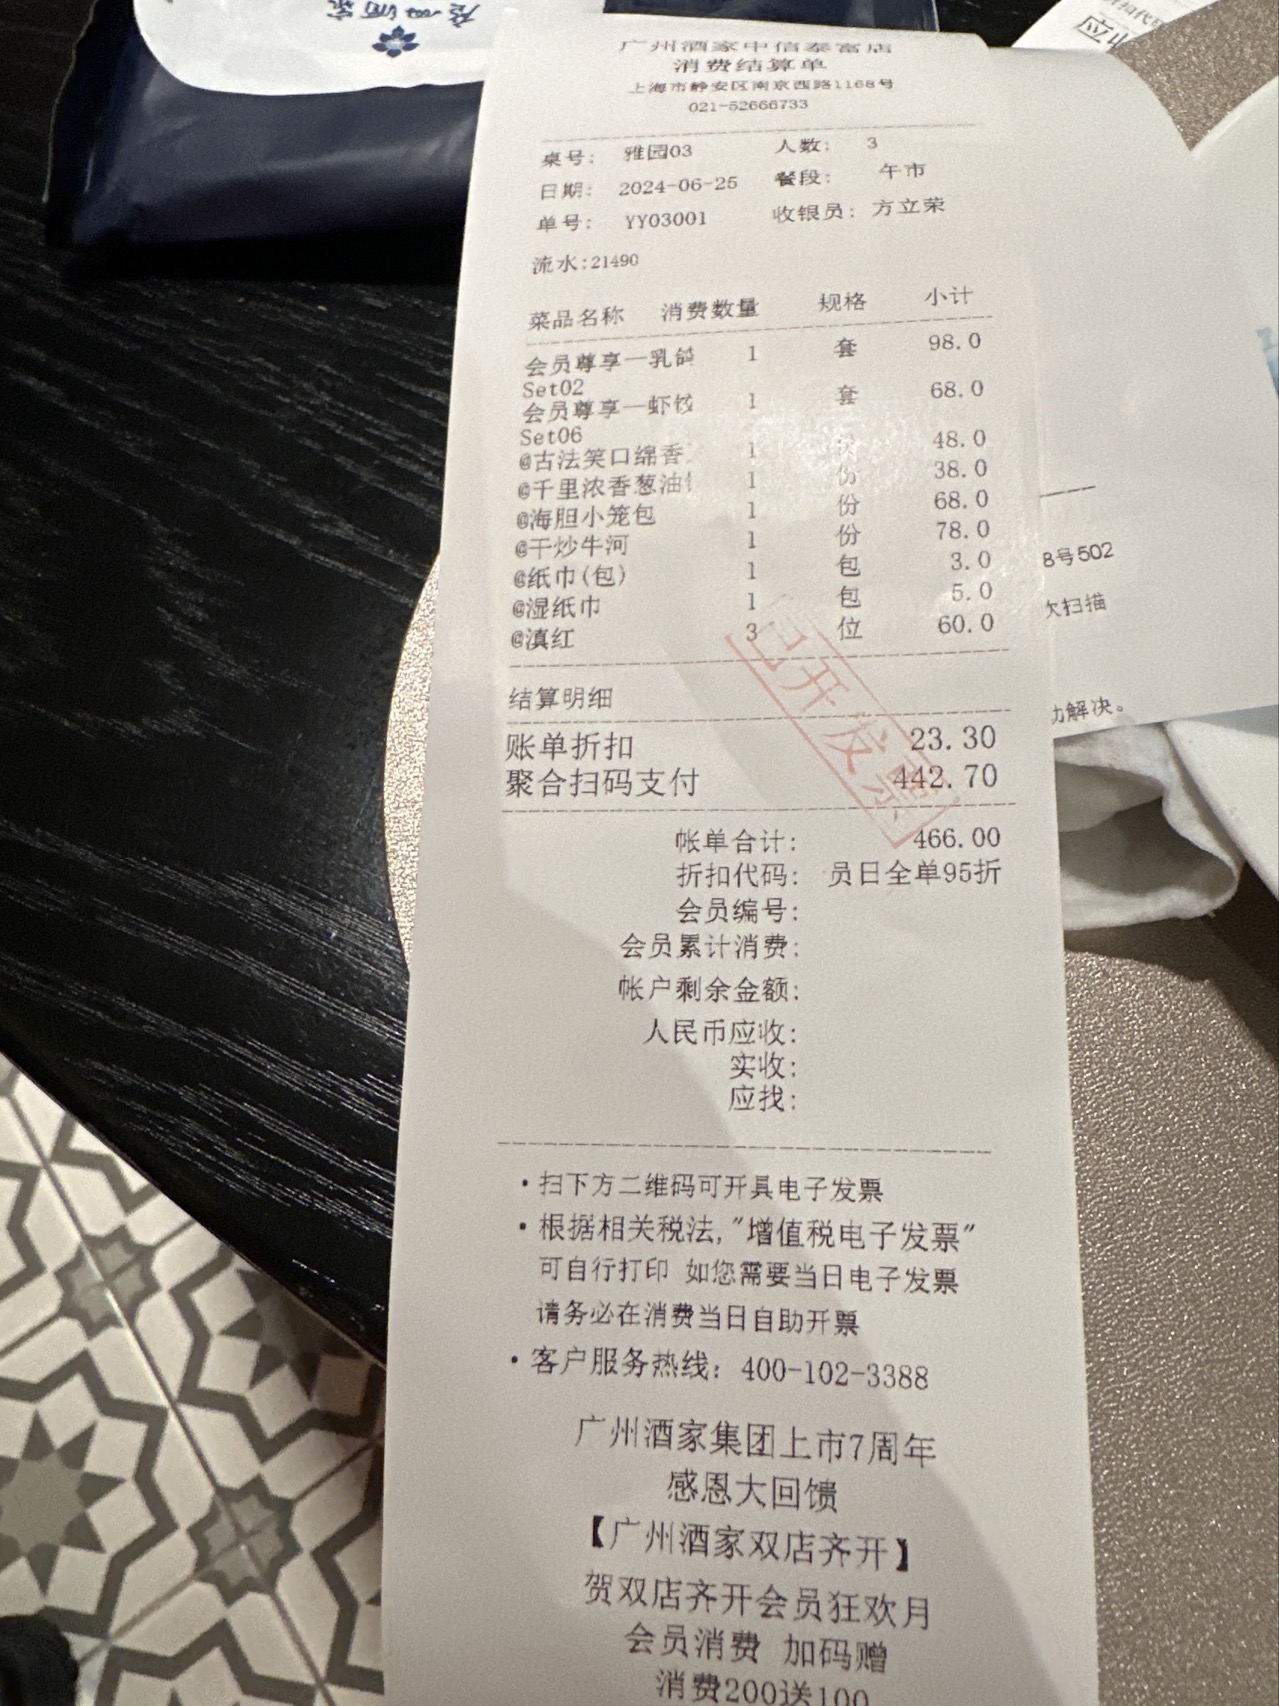 广州酒家中信泰富店
消费结算单
上海市静安区南京西路1168号
021-52666733
桌号: 雅园03 人数: 3
日期: 2024-06-25 餐段: 午市
单号: YY03001 收银员: 方立荣
流水:21490
菜品名称 消费数量 规格 小计
会员尊享一乳鸽 1 套 98.0
Set02
会员尊享一虾饺 1 套 68.0
Set06
@古法笑口绵香 1 份 48.0
@千里浓香葱油 1 份 38.0
@海胆小笼包 1 份 68.0
@干炒牛河 1 份 78.0
@纸巾(包) 1 包 3.0
@湿纸巾 1 包 5.0
@滇红 3 位 60.0
已开发票
结算明细
账单折扣 23.30
聚合扫码支付 442.70
帐单合计: 466.00
折扣代码: 员日全单95折
会员编号:
会员累计消费:
帐户剩余金额:
人民币应收:
实收:
应找:
·扫下方二维码可开具电子发票
·根据相关税法,"增值税电子发票"
可自行打印 如您需要当日电子发票
请务必在消费当日自助开票
·客户服务热线: 400-102-3388
广州酒家集团上市7周年
感恩大回馈
【广州酒家双店齐开】
贺双店齐开会员狂欢月
会员消费 加码赠
消费200送100
折扣代码
应收
8号502
次扫描
力解决。